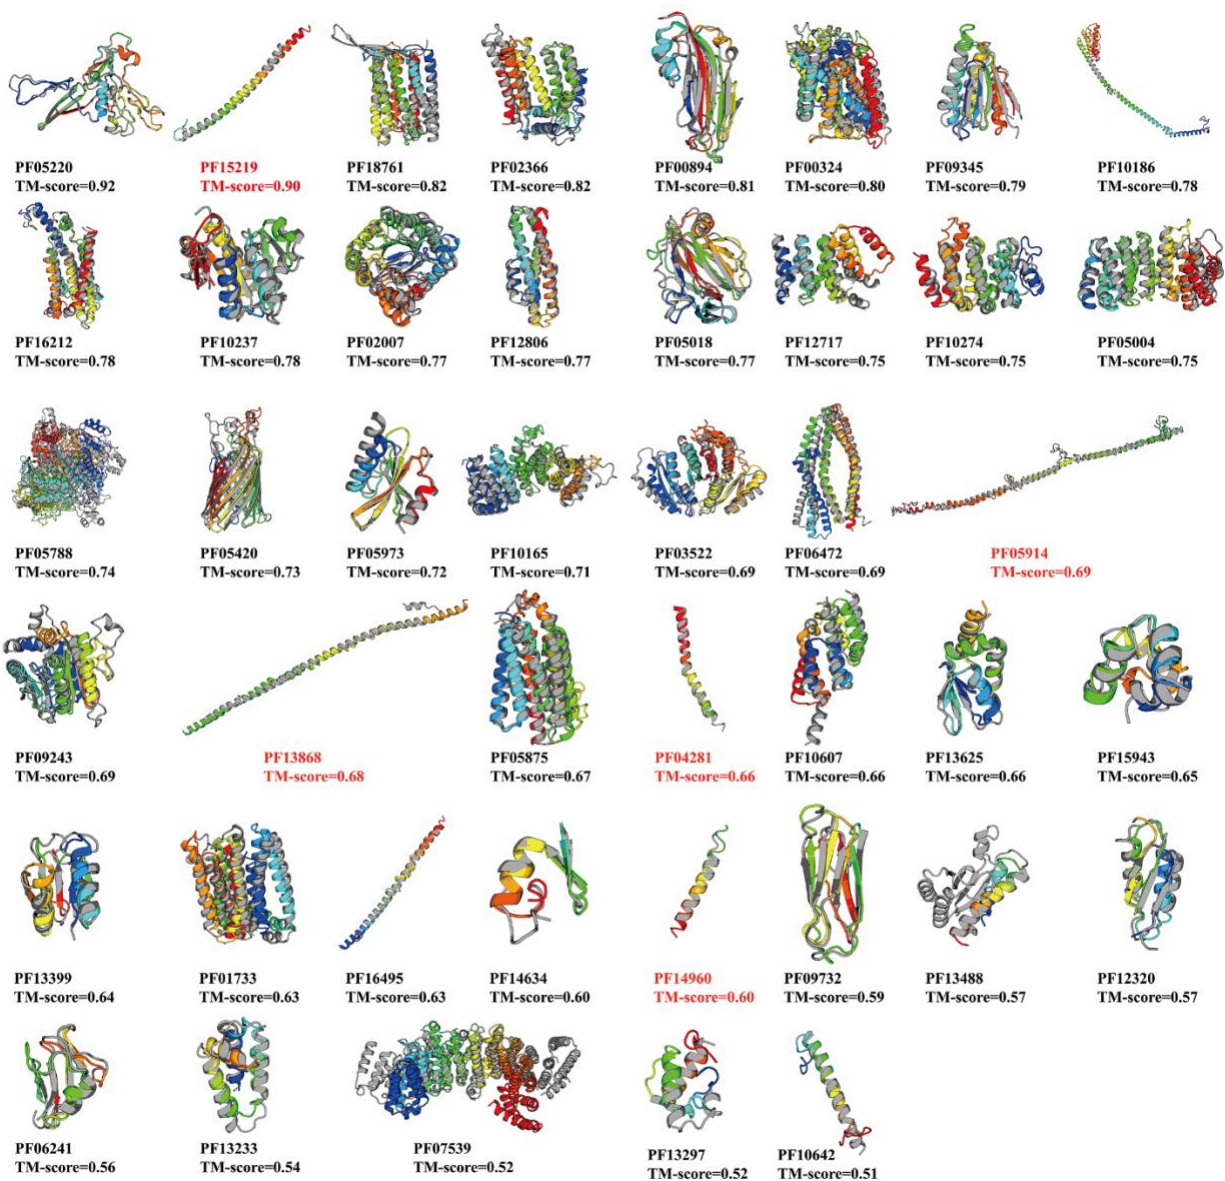 PF05220
TM-score=0.92
PF15219
TM-score=0.90
PF18761
TM-score=0.82
PF02366
TM-score=0.82
PF00894
TM-score=0.81
PF00324
TM-score=0.80
PF09345
TM-score=0.79
PF10186
TM-score=0.78
PF16212
TM-score=0.78
PF10237
TM-score=0.78
PF02007
TM-score=0.77
PF12806
TM-score=0.77
PF05018
TM-score=0.77
PF12717
TM-score=0.75
PF10274
TM-score=0.75
PF05004
TM-score=0.75
PF05788
TM-score=0.74
PF05420
TM-score=0.73
PF05973
TM-score=0.72
PF10165
TM-score=0.71
PF03522
TM-score=0.69
PF06472
TM-score=0.69
PF05914
TM-score=0.69
PF09243
TM-score=0.69
PF13868
TM-score=0.68
PF05875
TM-score=0.67
PF04281
TM-score=0.66
PF10607
TM-score=0.66
PF13625
TM-score=0.66
PF15943
TM-score=0.65
PF13399
TM-score=0.64
PF01733
TM-score=0.63
PF16495
TM-score=0.63
PF14634
TM-score=0.60
PF14960
TM-score=0.60
PF09732
TM-score=0.59
PF13488
TM-score=0.57
PF12320
TM-score=0.57
PF06241
TM-score=0.56
PF13233
TM-score=0.54
PF07539
TM-score=0.52
PF13297
TM-score=0.52
PF10642
TM-score=0.51